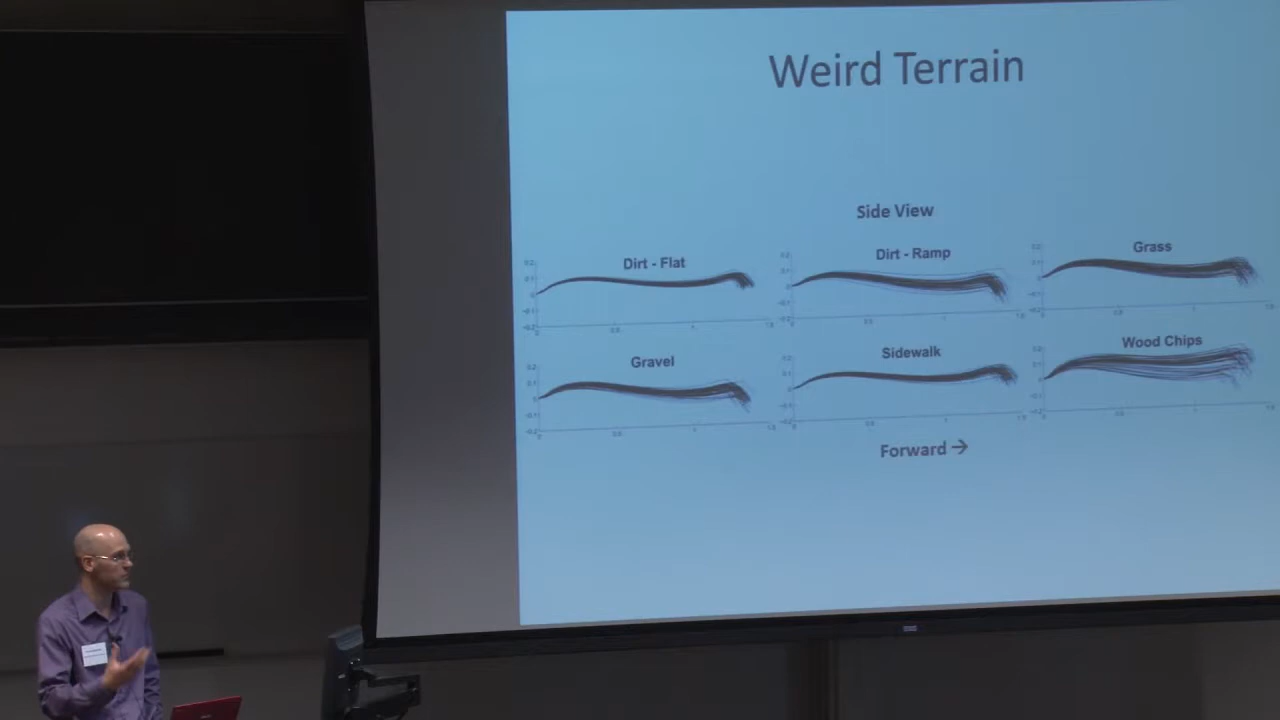 Weird Terrain
Side View
Dirt - Flat
Dirt - Ramp
Grass
Gravel
Sidewalk
Wood Chips
Forward →